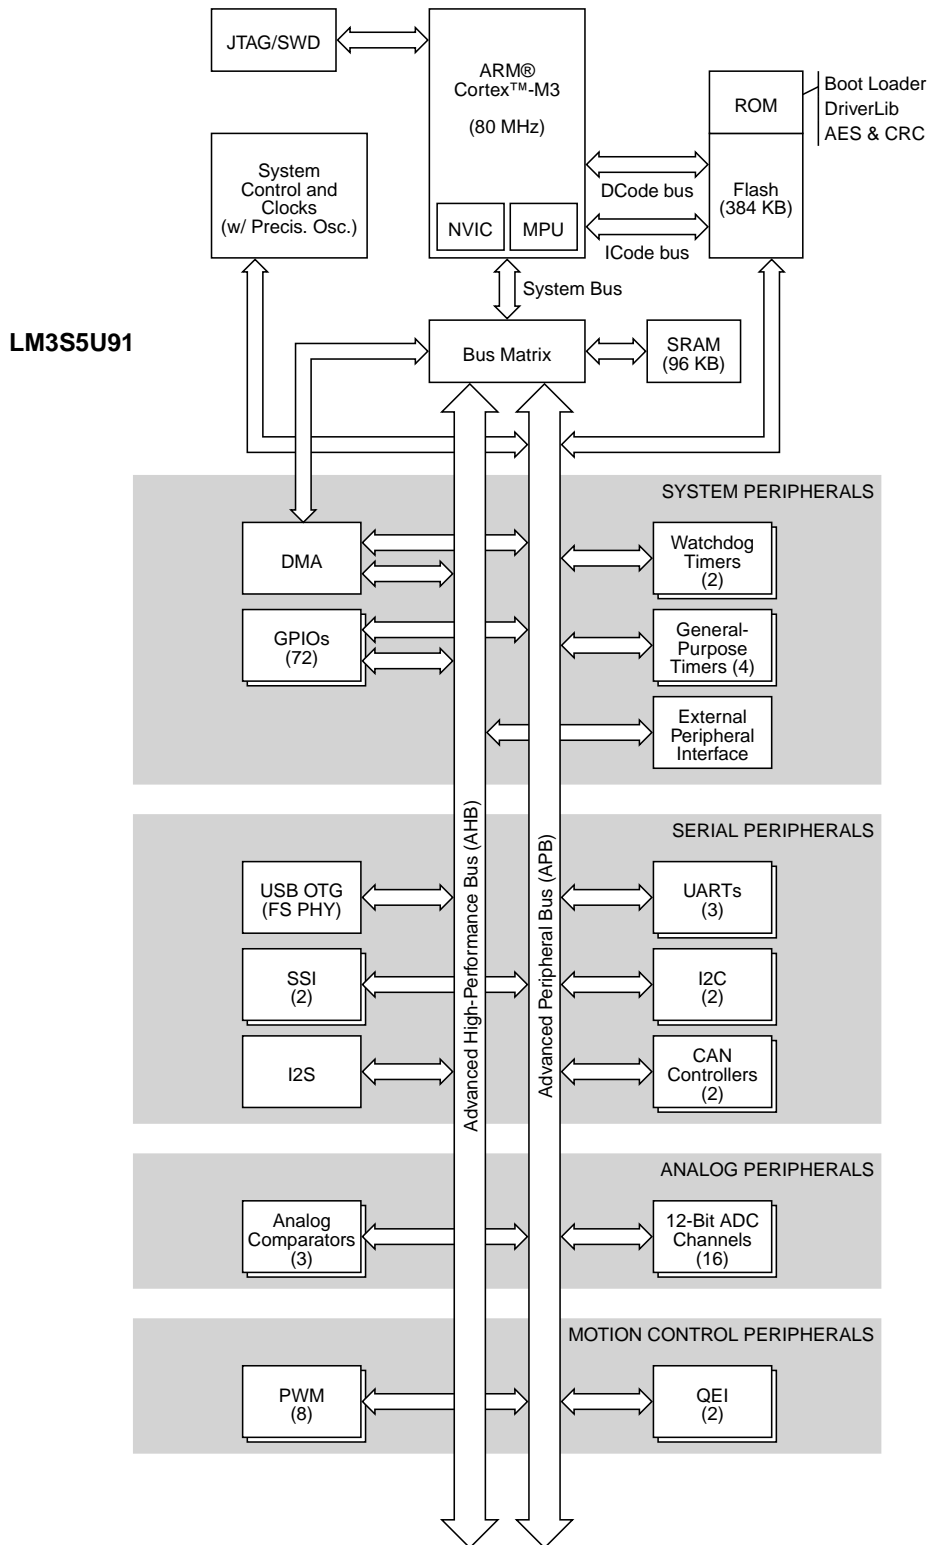 JTAG/SWD
ARM®
Cortex™-M3
(80 MHz)
NVIC
MPU
ROM
Boot Loader
DriverLib
AES & CRC
Flash
(384 KB)
DCode bus
ICode bus
System
Control and
Clocks
(w/ Precis. Osc.)
System Bus
LM3S5U91
Bus Matrix
SRAM
(96 KB)
SYSTEM PERIPHERALS
DMA
Watchdog
Timers
(2)
GPIOs
(72)
General-
Purpose
Timers (4)
External
Peripheral
Interface
Advanced High-Performance Bus (AHB)
Advanced Peripheral Bus (APB)
SERIAL PERIPHERALS
USB OTG
(FS PHY)
UARTs
(3)
SSI
(2)
I2C
(2)
I2S
CAN
Controllers
(2)
ANALOG PERIPHERALS
Analog
Comparators
(3)
12-Bit ADC
Channels
(16)
MOTION CONTROL PERIPHERALS
PWM
(8)
QEI
(2)